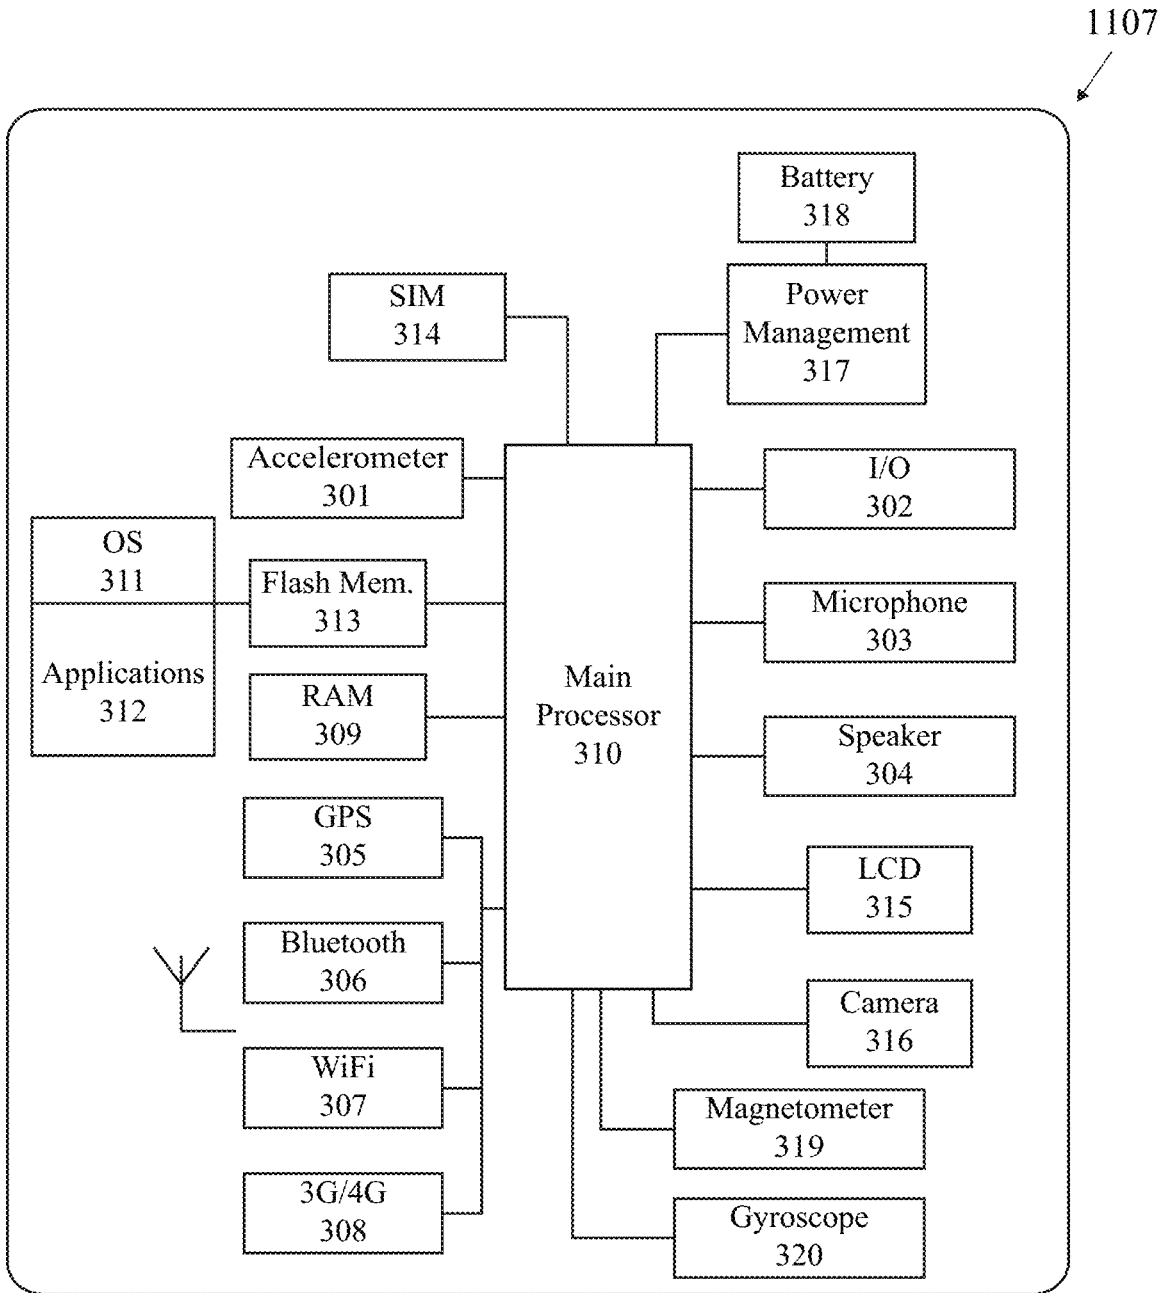 1107
Battery
318
Power
Management
317
SIM
314
Accelerometer
301
I/O
302
OS
311
Flash Mem.
313
Microphone
303
Applications
312
RAM
309
Main
Processor
310
Speaker
304
GPS
305
LCD
315
Bluetooth
306
Camera
316
WiFi
307
Magnetometer
319
3G/4G
308
Gyroscope
320